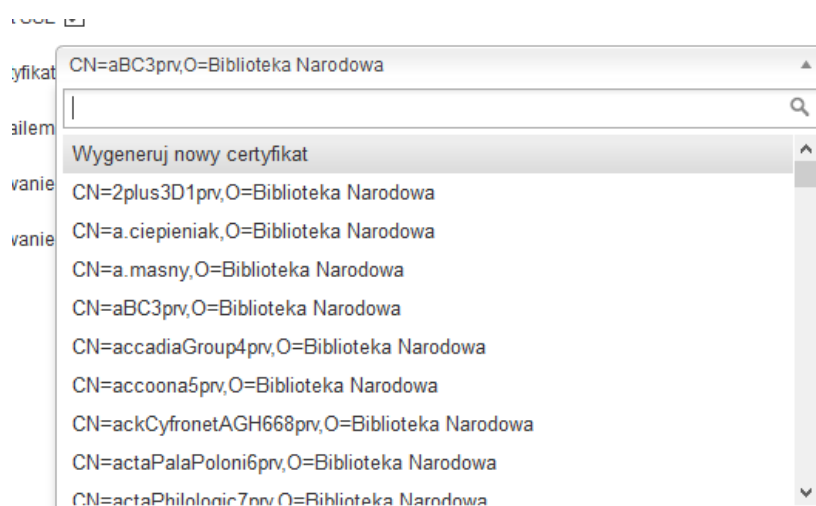 CN=aBC3prv,O=Biblioteka Narodowa
Wygeneruj nowy certyfikat
CN=2plus3D1prv,O=Biblioteka Narodowa
CN=a.ciepieniak,O=Biblioteka Narodowa
CN=a.masny,O=Biblioteka Narodowa
CN=aBC3prv,O=Biblioteka Narodowa
CN=accadiaGroup4prv,O=Biblioteka Narodowa
CN=accoona5prv,O=Biblioteka Narodowa
CN=ackCyfronetAGH668prv,O=Biblioteka Narodowa
CN=actaPalaPoloni6prv,O=Biblioteka Narodowa
CN=actaPhilologic7prv,O=Biblioteka Narodowa